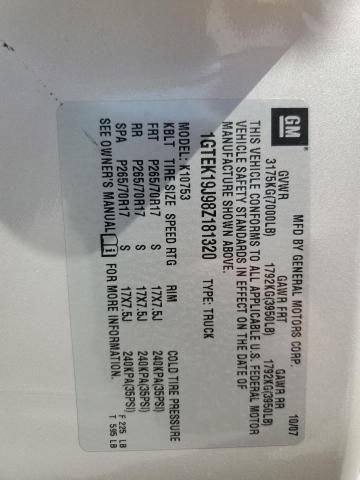 GM
MFD BY GENERAL MOTORS CORP. 10/07
GVWR GAWR FRT GAWR RR
3175KG(7000LB) 1792KG(3950LB) 1792KG(3950LB)
THIS VEHICLE CONFORMS TO ALL APPLICABLE U.S. FEDERAL MOTOR
VEHICLE SAFETY STANDARDS IN EFFECT ON THE DATE OF
MANUFACTURE SHOWN ABOVE.
1GTEK19J98Z181320 TYPE: TRUCK
MODEL: K10753
KBLT TIRE SIZE SPEED RTG RIM COLD TIRE PRESSURE
FRT P265/70R17 S 17X7.5J 240KPA(35PSI)
RR P265/70R17 S 17X7.5J 240KPA(35PSI)
SPA P265/70R17 S 17X7.5J 240KPA(35PSI)
SEE OWNER'S MANUAL i FOR MORE INFORMATION.
F 225 LB
T 595 LB